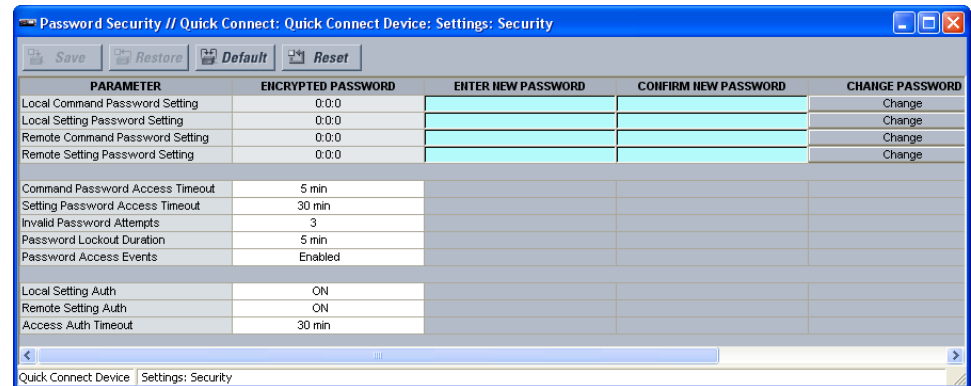 Password Security // Quick Connect: Quick Connect Device: Settings: Security
Save Restore Default Reset
PARAMETER ENCRYPTED PASSWORD ENTER NEW PASSWORD CONFIRM NEW PASSWORD CHANGE PASSWORD
Local Command Password Setting 0:0:0 Change
Local Setting Password Setting 0:0:0 Change
Remote Command Password Setting 0:0:0 Change
Remote Setting Password Setting 0:0:0 Change
Command Password Access Timeout 5 min
Setting Password Access Timeout 30 min
Invalid Password Attempts 3
Password Lockout Duration 5 min
Password Access Events Enabled
Local Setting Auth ON
Remote Setting Auth ON
Access Auth Timeout 30 min
Quick Connect Device Settings: Security